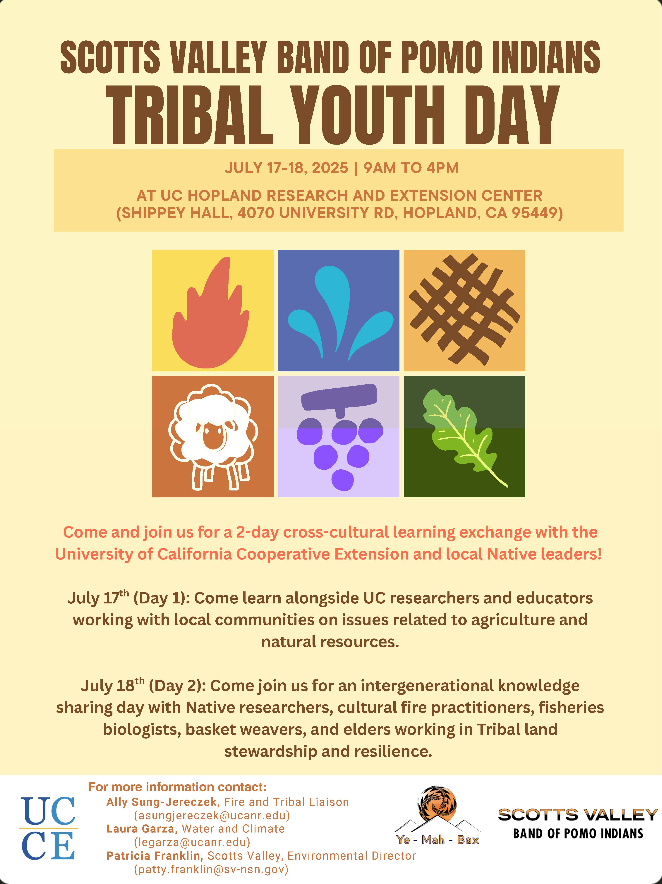 SCOTTS VALLEY BAND OF POMO INDIANS
TRIBAL YOUTH DAY
JULY 17-18, 2025 | 9AM TO 4PM
AT UC HOPLAND RESEARCH AND EXTENSION CENTER
(SHIPPEY HALL, 4070 UNIVERSITY RD, HOPLAND, CA 95449)
Come and join us for a 2-day cross-cultural learning exchange with the
University of California Cooperative Extension and local Native leaders!
July 17th (Day 1): Come learn alongside UC researchers and educators
working with local communities on issues related to agriculture and
natural resources.
July 18th (Day 2): Come join us for an intergenerational knowledge
sharing day with Native researchers, cultural fire practitioners, fisheries
biologists, basket weavers, and elders working in Tribal land
stewardship and resilience.
UC
CE
For more information contact:
Ally Sung-Jereczek, Fire and Tribal Liaison
(asungjereczek@ucanr.edu)
Laura Garza, Water and Climate
(legarza@ucanr.edu)
Patricia Franklin, Scotts Valley, Environmental Director
(patty.franklin@sv-nsn.gov)
Ye - Mah - Bax
SCOTTS VALLEY
BAND OF POMO INDIANS